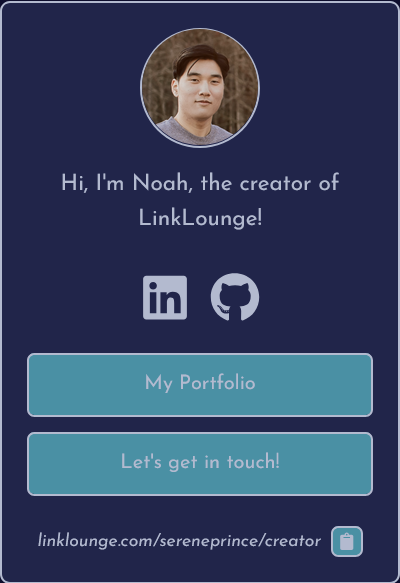 Hi, I'm Noah, the creator of
LinkLounge!
in
My Portfolio
Let's get in touch!
linklounge.com/sereneprince/creator